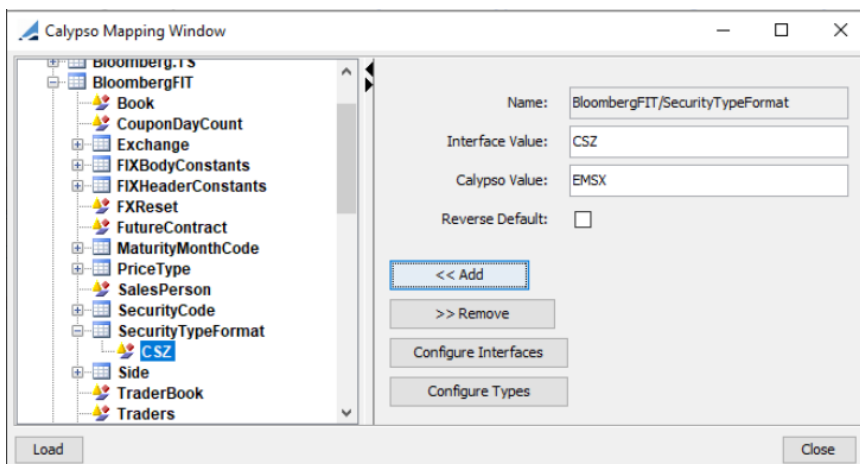 Calypso Mapping Window
Bloomberg.TS
BloombergFIT
Book
CouponDayCount
Exchange
FIXBodyConstants
FIXHeaderConstants
FXReset
FutureContract
MaturityMonthCode
PriceType
SalesPerson
SecurityCode
SecurityTypeFormat
CSZ
Side
TraderBook
Traders
Name: BloombergFIT/SecurityTypeFormat
Interface Value: CSZ
Calypso Value: EMSX
Reverse Default:
<< Add
>> Remove
Configure Interfaces
Configure Types
Load
Close